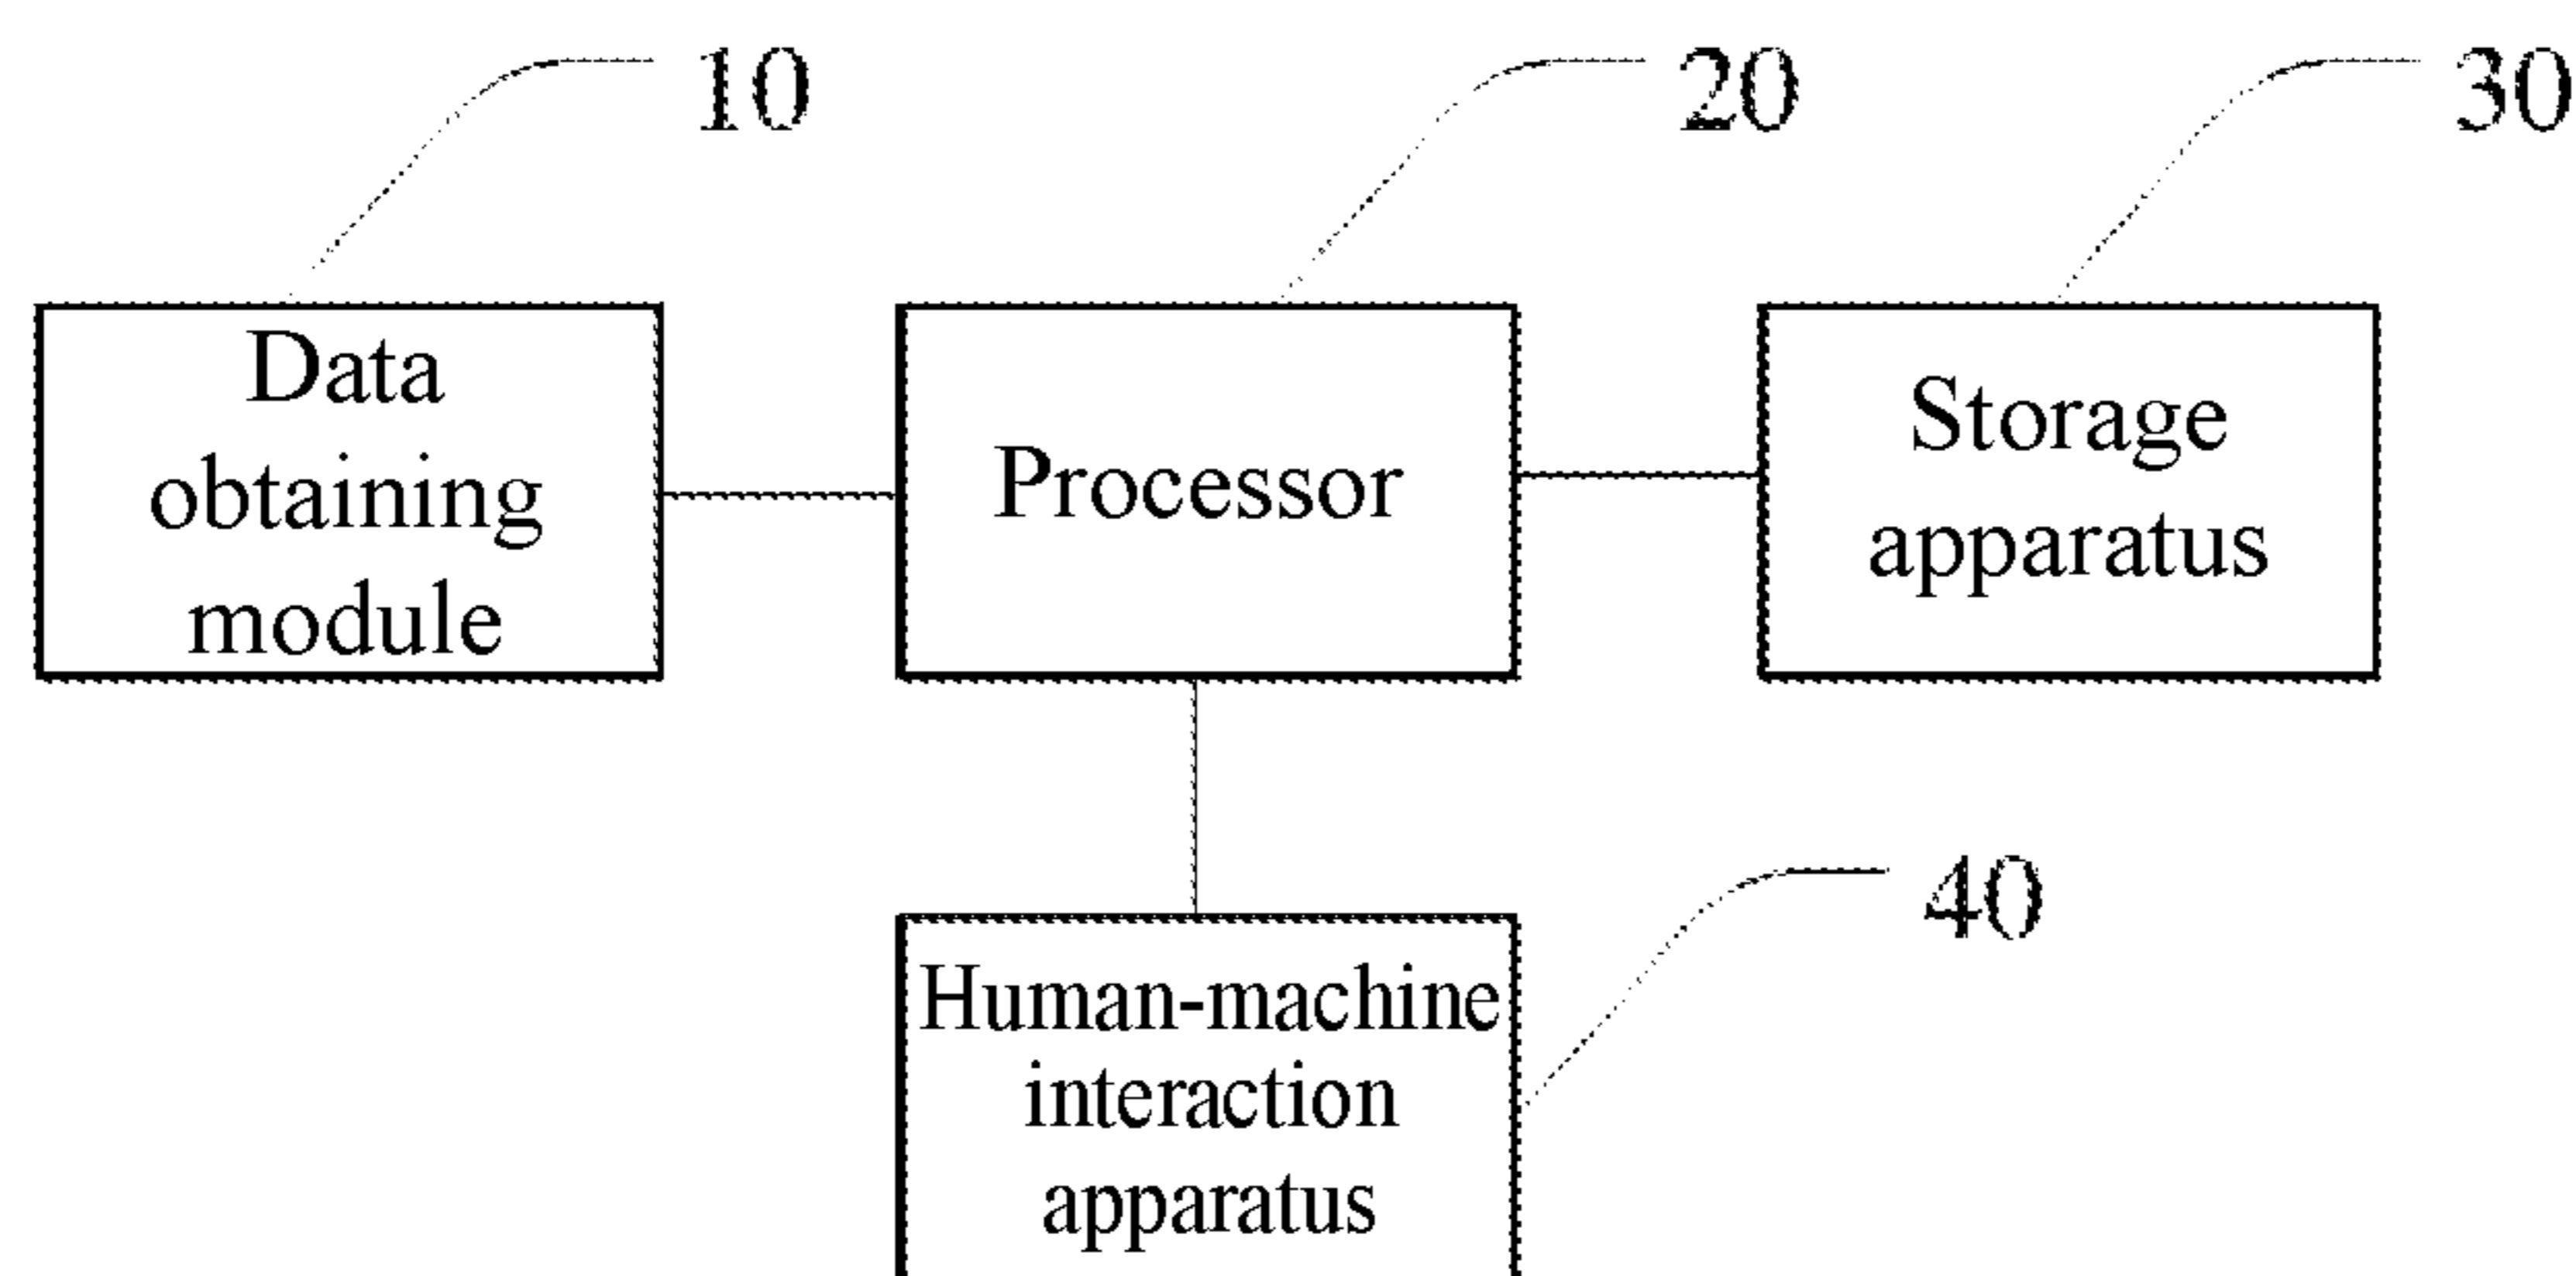 10
20
30
Data
obtaining
module
Processor
Storage
apparatus
40
Human-machine
interaction
apparatus